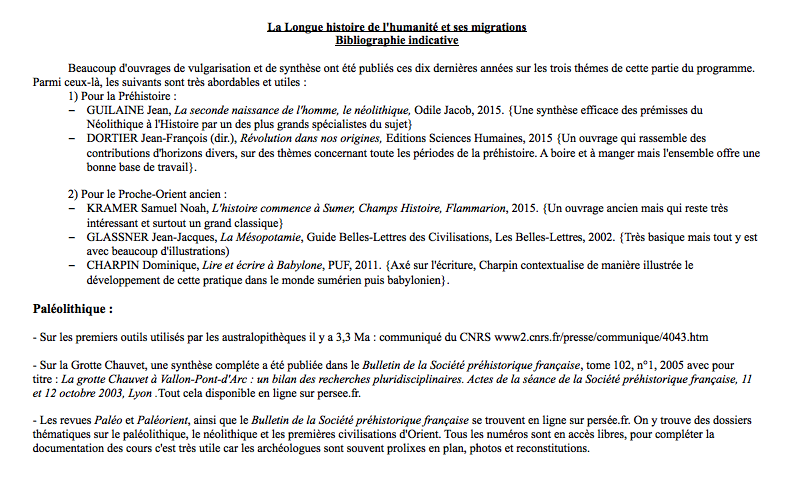 La Longue histoire de l'humanité et ses migrations
Bibliographie indicative
Beaucoup d'ouvrages de vulgarisation et de synthèse ont été publiés ces dix dernières années sur les trois thémes de cette partie du programme.
Parmi ceux-là, les suivants sont très abordables et utiles :
1) Pour la Préhistoire :
– GUILAINE Jean, La seconde naissance de l'homme, le néolithique, Odile Jacob, 2015. {Une synthèse efficace des prémisses du
Néolithique à l'Histoire par un des plus grands spécialistes du sujet}
– DORTIER Jean-François (dir.), Révolution dans nos origines, Editions Sciences Humaines, 2015 {Un ouvrage qui rassemble des
contributions d'horizons divers, sur des thèmes concernant toute les périodes de la préhistoire. A boire et à manger mais l'ensemble offre une
bonne base de travail}.
2) Pour le Proche-Orient ancien :
– KRAMER Samuel Noah, L'histoire commence à Sumer, Champs Histoire, Flammarion, 2015. {Un ouvrage ancien mais qui reste très
intéressant et surtout un grand classique}
– GLASSNER Jean-Jacques, La Mésopotamie, Guide Belles-Lettres des Civilisations, Les Belles-Lettres, 2002. {Très basique mais tout y est
avec beaucoup d'illustrations)
– CHARPIN Dominique, Lire et écrire à Babylone, PUF, 2011. {Axé sur l'écriture, Charpin contextualise de manière illustrée le
développement de cette pratique dans le monde sumérien puis babylonien}.
Paléolithique :
- Sur les premiers outils utilisés par les australopithèques il y a 3,3 Ma : communiqué du CNRS www2.cnrs.fr/presse/communique/4043.htm
- Sur la Grotte Chauvet, une synthèse compléte a été publiée dans le Bulletin de la Société préhistorique française, tome 102, n°1, 2005 avec pour
titre : La grotte Chauvet à Vallon-Pont-d'Arc : un bilan des recherches pluridisciplinaires. Actes de la séance de la Société préhistorique française, 11
et 12 octobre 2003, Lyon .Tout cela disponible en ligne sur persee.fr.
- Les revues Paléo et Paléorient, ainsi que le Bulletin de la Société préhistorique française se trouvent en ligne sur persée.fr. On y trouve des dossiers
thématiques sur le paléolithique, le néolithique et les premières civilisations d'Orient. Tous les numéros sont en accès libres, pour compléter la
documentation des cours c'est très utile car les archéologues sont souvent prolixes en plan, photos et reconstitutions.